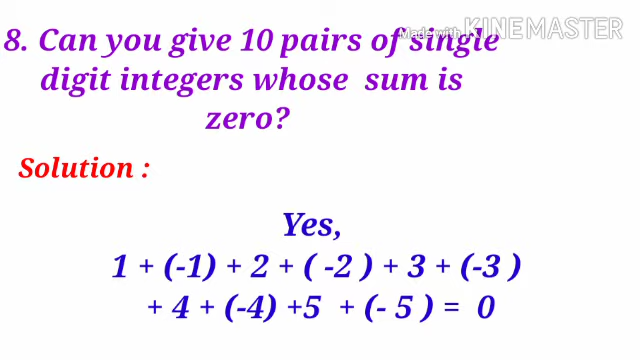 Made with KINEMASTER
8. Can you give 10 pairs of single
digit integers whose sum is
zero?
Solution :
Yes,
1 + (-1) + 2 + ( -2 ) + 3 + (-3 )
+ 4 + (-4) +5 + (- 5 ) = 0